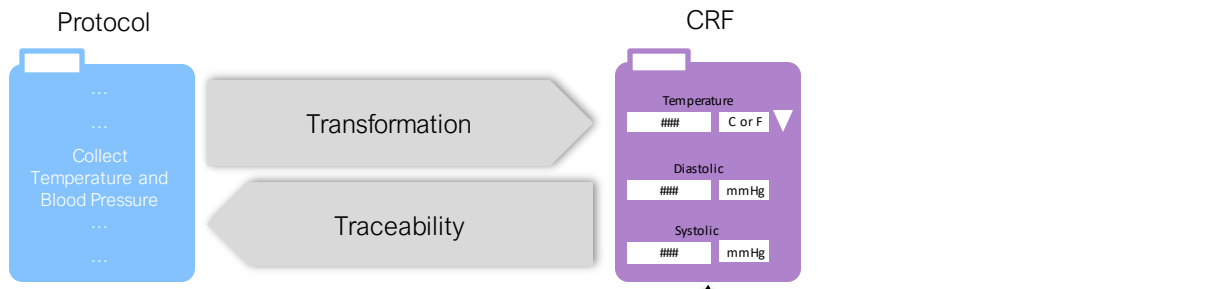 Protocol
CRF
...
...
Collect
Temperature and
Blood Pressure
...
...
Transformation
Traceability
Temperature
### C or F
Diastolic
### mmHg
Systolic
### mmHg